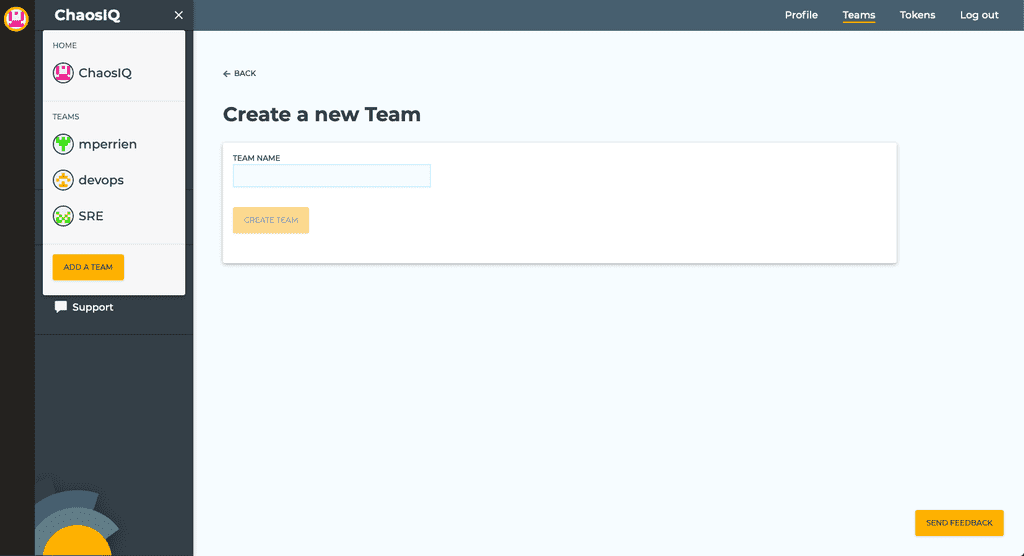 ChaosIQ
Profile
Teams
Tokens
Log out
HOME
ChaosIQ
TEAMS
mperrien
devops
SRE
ADD A TEAM
Support
BACK
Create a new Team
TEAM NAME
CREATE TEAM
SEND FEEDBACK